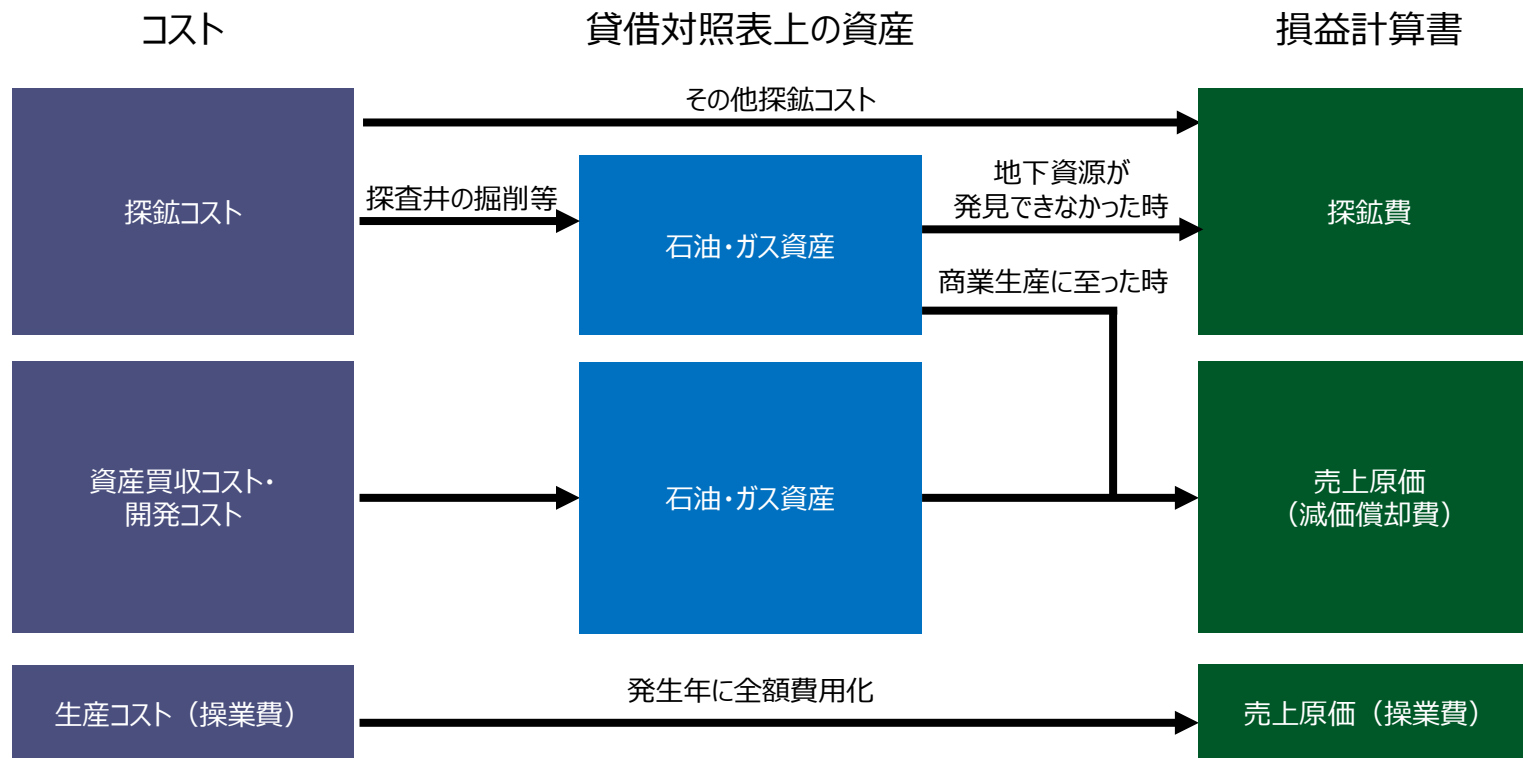 コスト
貸借対照表上の資産
損益計算書
その他探鉱コスト
探鉱コスト
探査井の掘削等
石油・ガス資産
地下資源が
発見できなかった時
探鉱費
商業生産に至った時
資産買収コスト・
開発コスト
石油・ガス資産
売上原価
（減価償却費）
生産コスト（操業費）
発生年に全額費用化
売上原価（操業費）